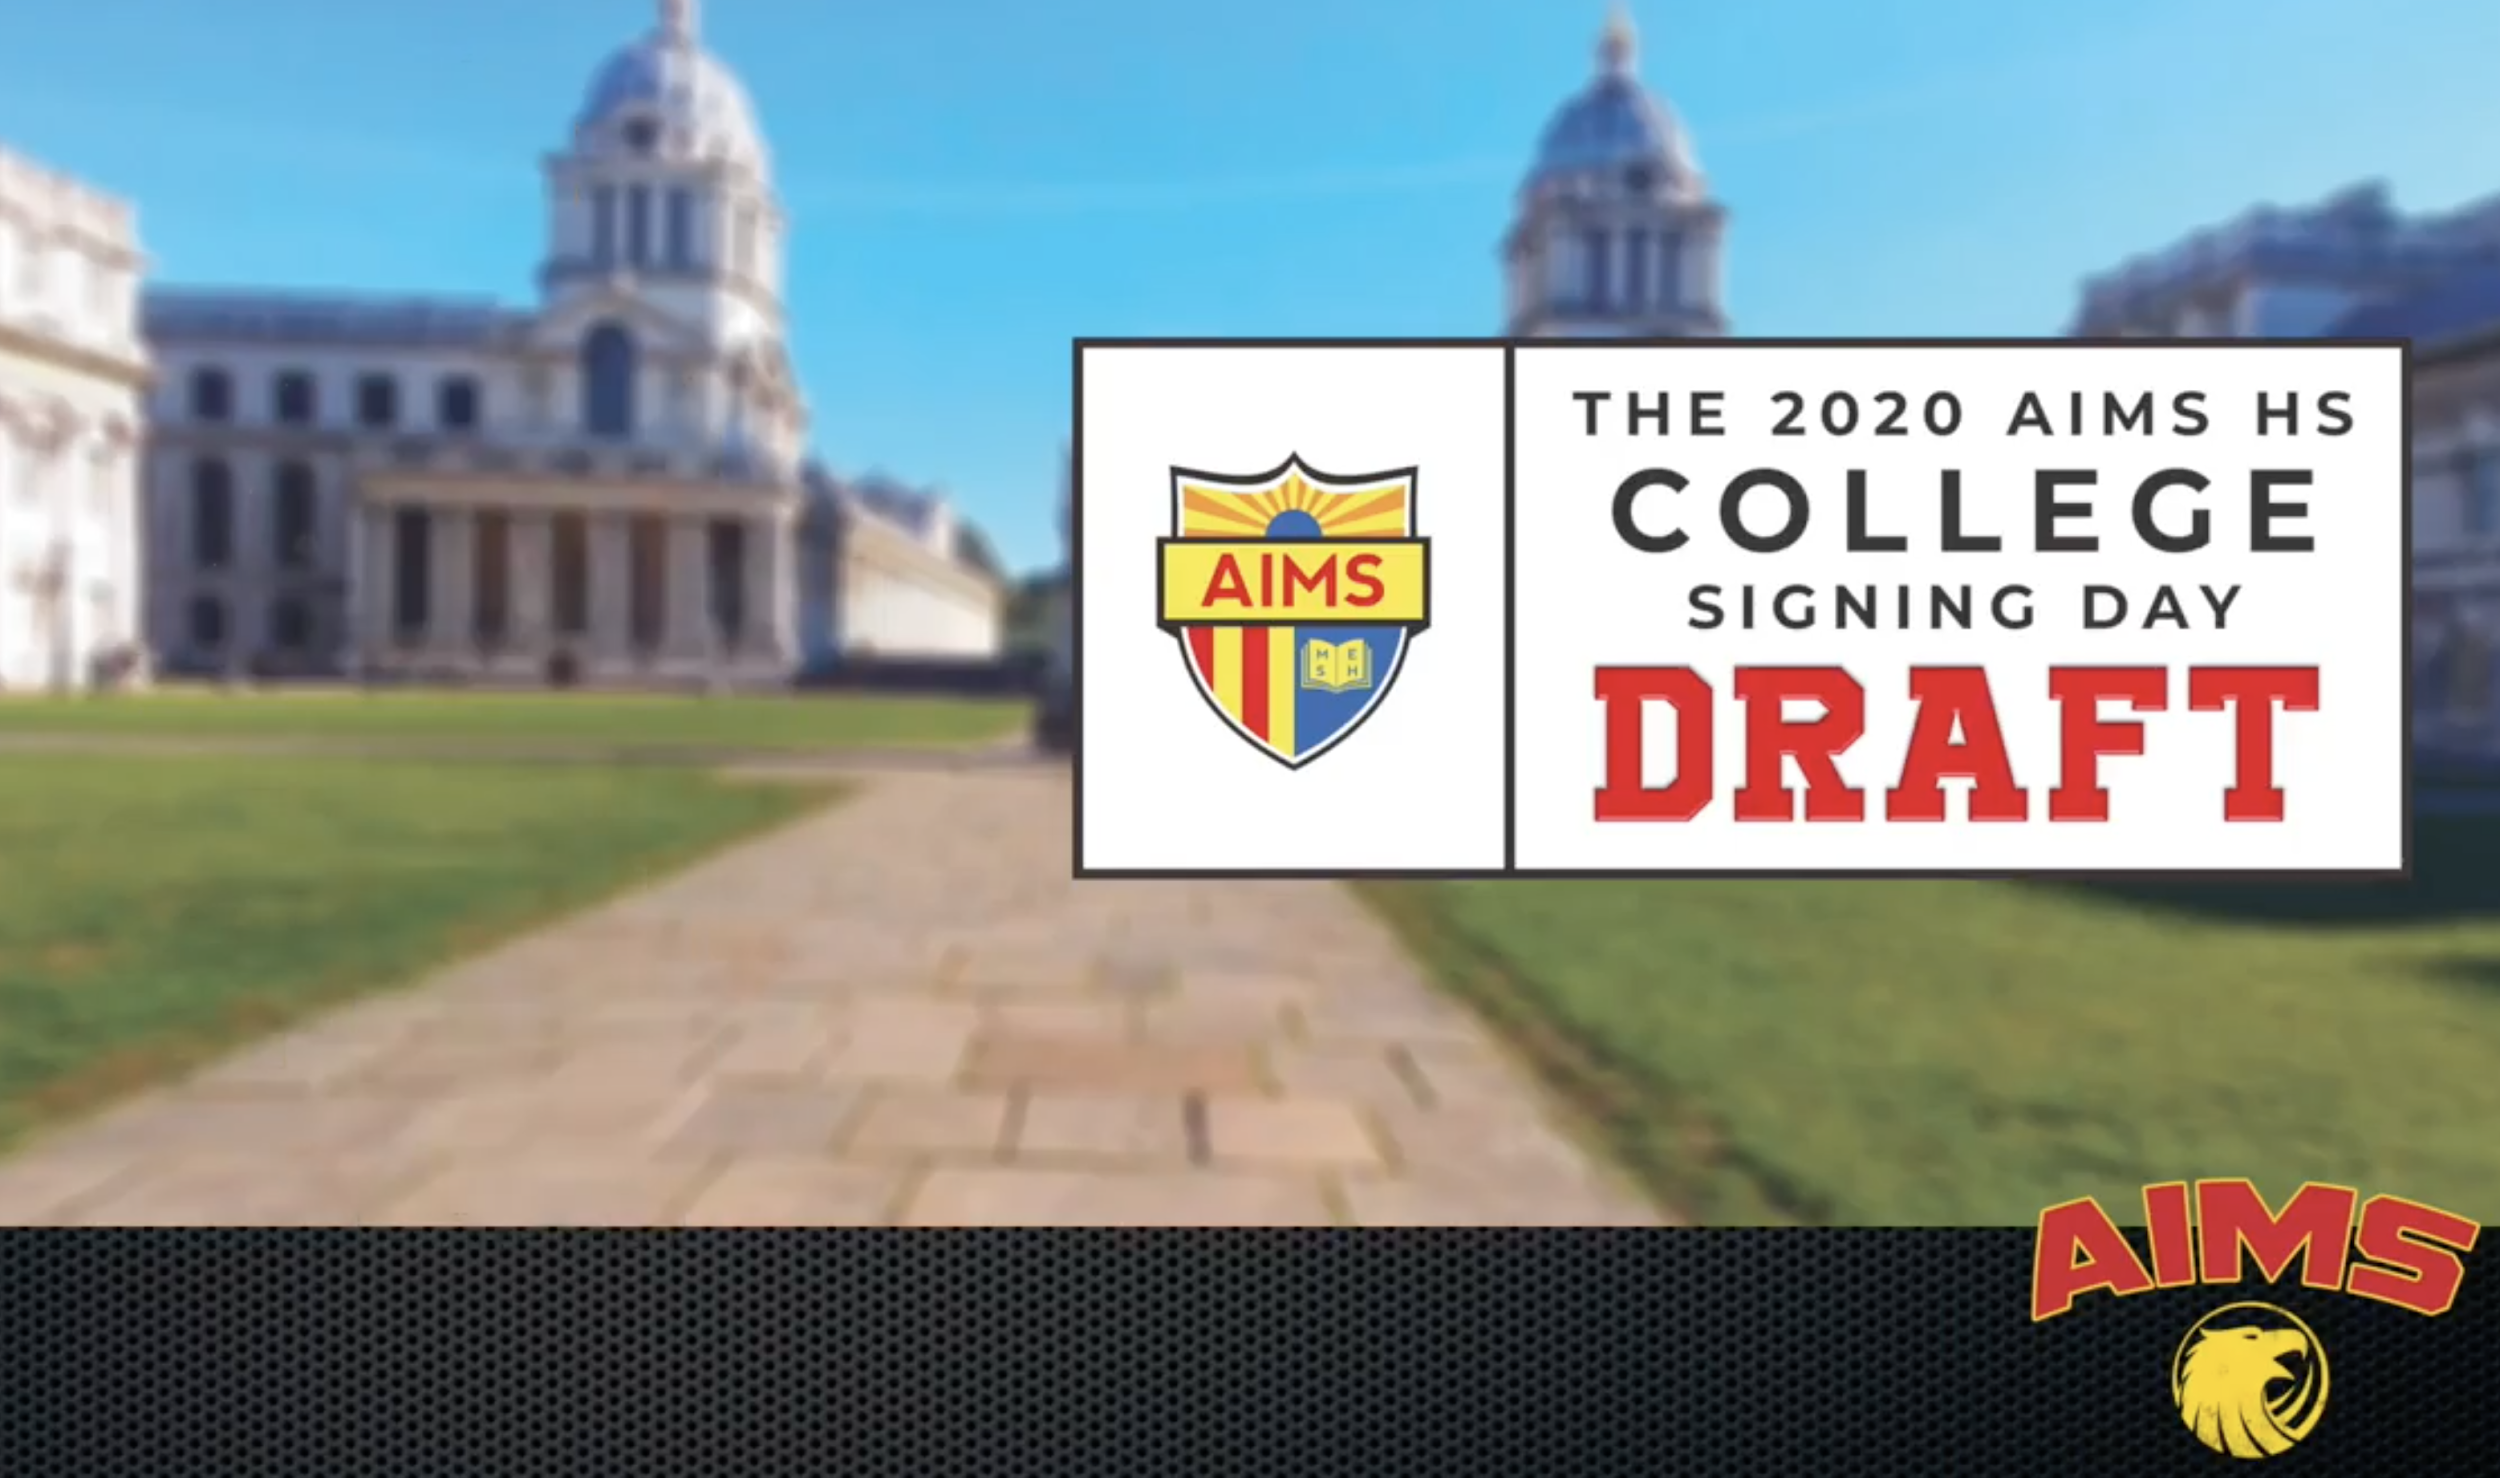 THE 2020 AIMS HS
COLLEGE
SIGNING DAY
DRAFT
AIMS
M E
S H
AIMS